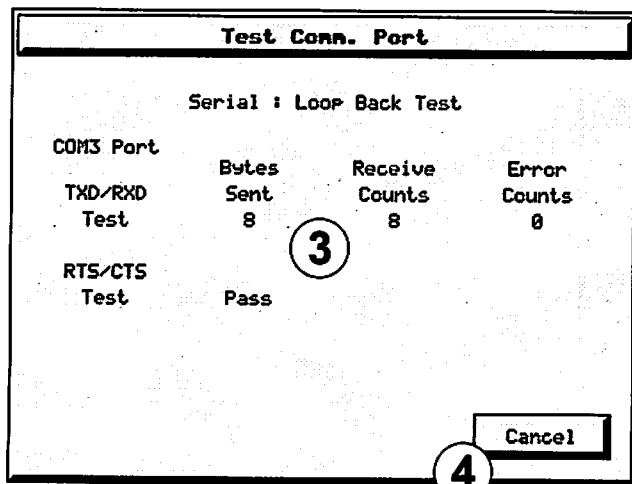 Test Comm. Port
Serial : Loop Back Test
COM3 Port
Bytes Receive Error
TXD/RXD Sent Counts Counts
Test 8 8 0
3
RTS/CTS
Test Pass
Cancel
4